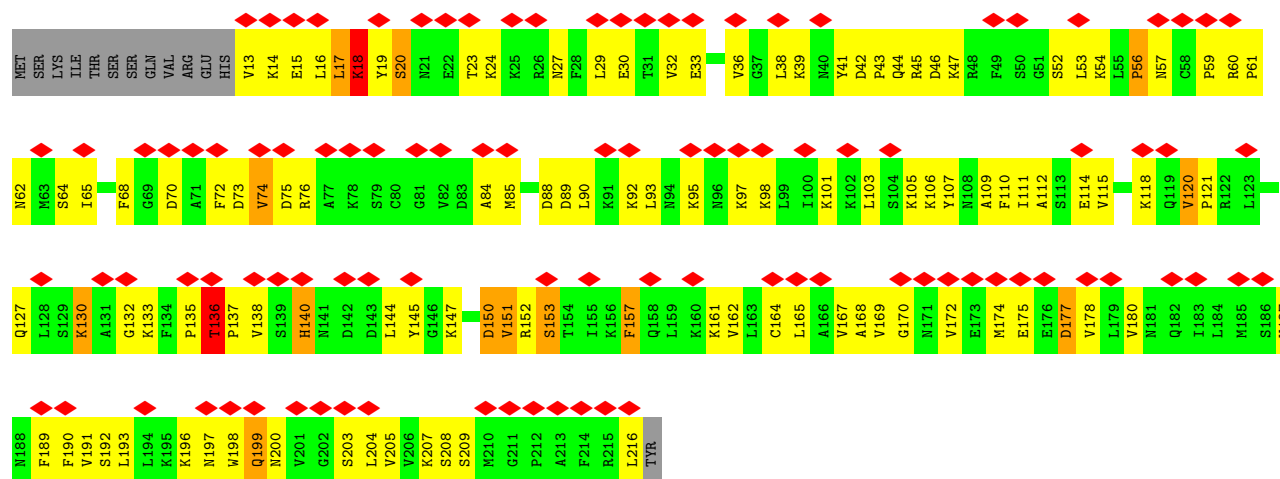 MET SER LYS ILE THR SER SER GLN VAL ARG GLU HIS V13 K14 E15 L16 L17 K18 Y19 S20 N21 E22 T23 K24 K25 R26 N27 F28 L29 E30 T31 V32 E33 V36 G37 L38 K39 N40 Y41 D42 P43 Q44 R45 D46 K47 R48 F49 S50 G51 S52 L53 K54 L55 P56 N57 C58 P59 R60 P61
N62 M63 S64 I65 F68 G69 D70 A71 F72 D73 V74 D75 R76 A77 K78 S79 C80 G81 V82 D83 A84 M85 D88 D89 L90 K91 K92 L93 N94 K95 N96 K97 K98 L99 I100 K101 K102 L103 S104 K105 K106 Y107 N108 A109 F110 I111 A112 S113 E114 V115 K118 Q119 V120 P121 R122 L123
Q127 L128 S129 K130 A131 G132 K133 F134 P135 T136 P137 V138 S139 H140 N141 D142 D143 L144 Y145 G146 K147 D150 V151 R152 S153 T154 I155 K156 F157 Q158 L159 K160 K161 V162 L163 C164 L165 A166 V167 A168 V169 G170 N171 V172 E173 M174 E175 E176 D177 V178 L179 V180 N181 Q182 I183 L184 M185 S186
N188 F189 F190 V191 S192 L193 L194 K195 K196 N197 W198 Q199 N200 V201 G202 S203 L204 V205 V206 K207 S208 S209 M210 G211 P212 A213 F214 R215 L216 TYR